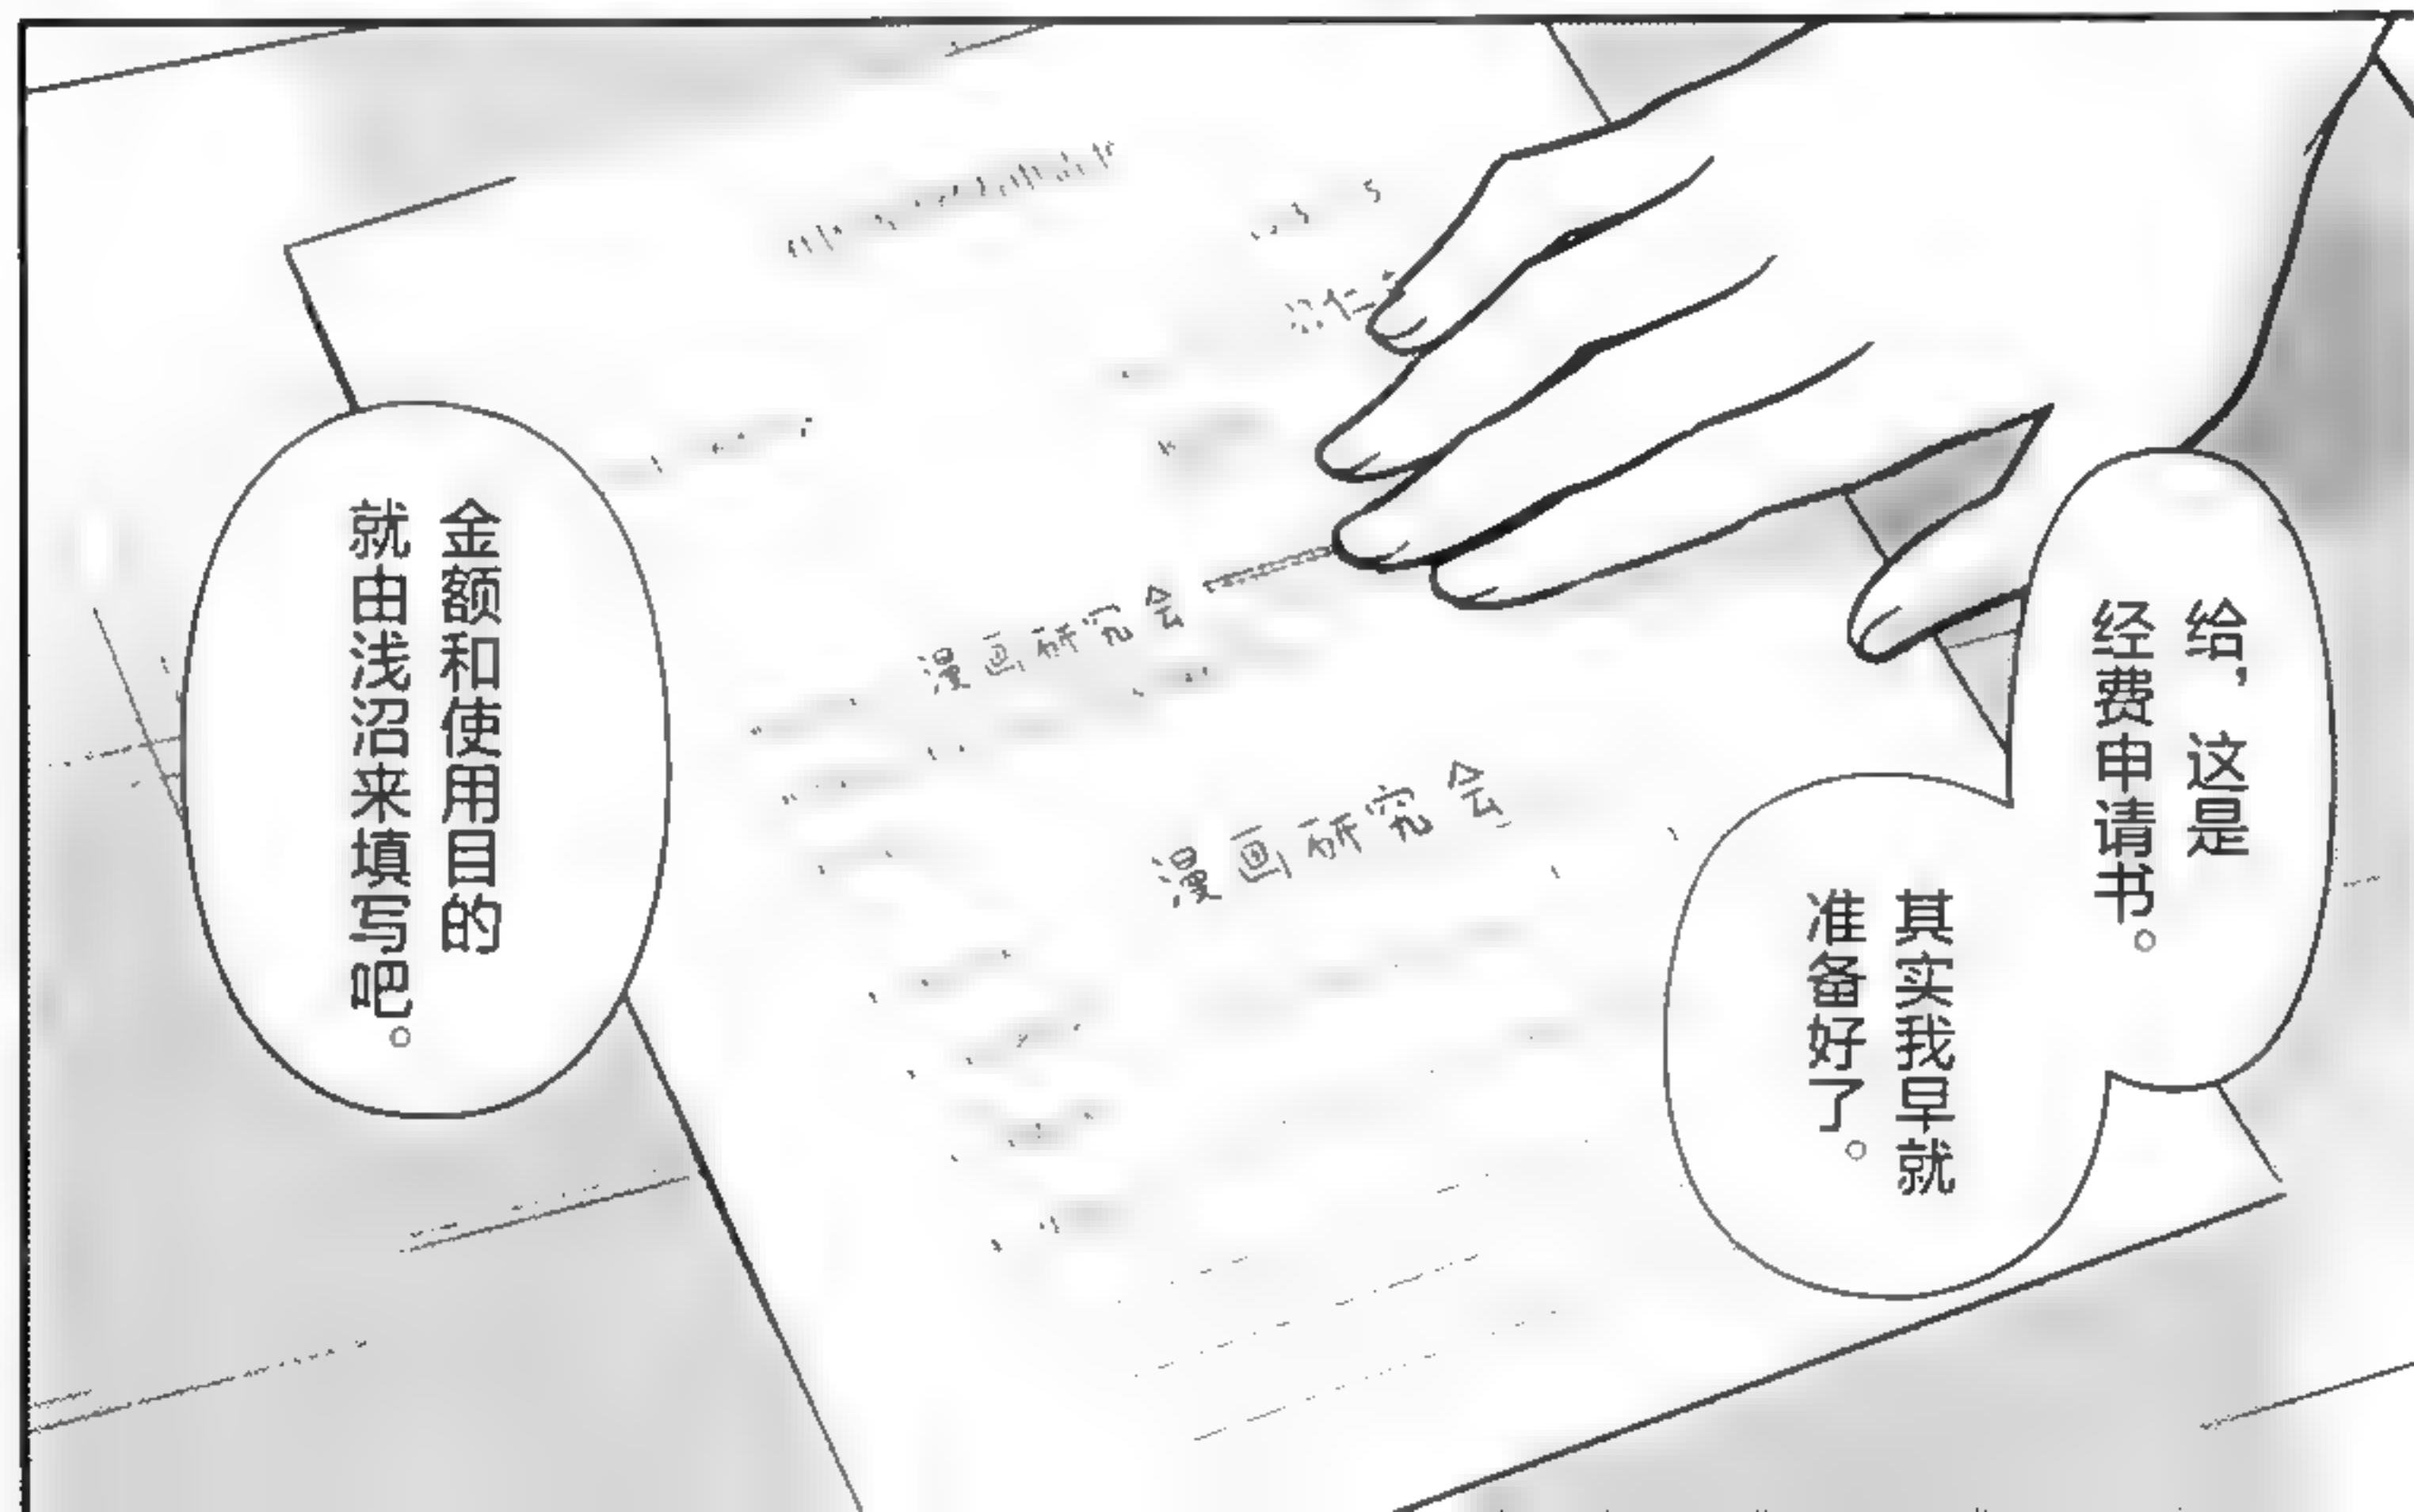 给，这是
经费申请书。
其实我早就
准备好了。
金额和使用目的
就由浅沼来填写吧。
漫画研究会
漫画研究会